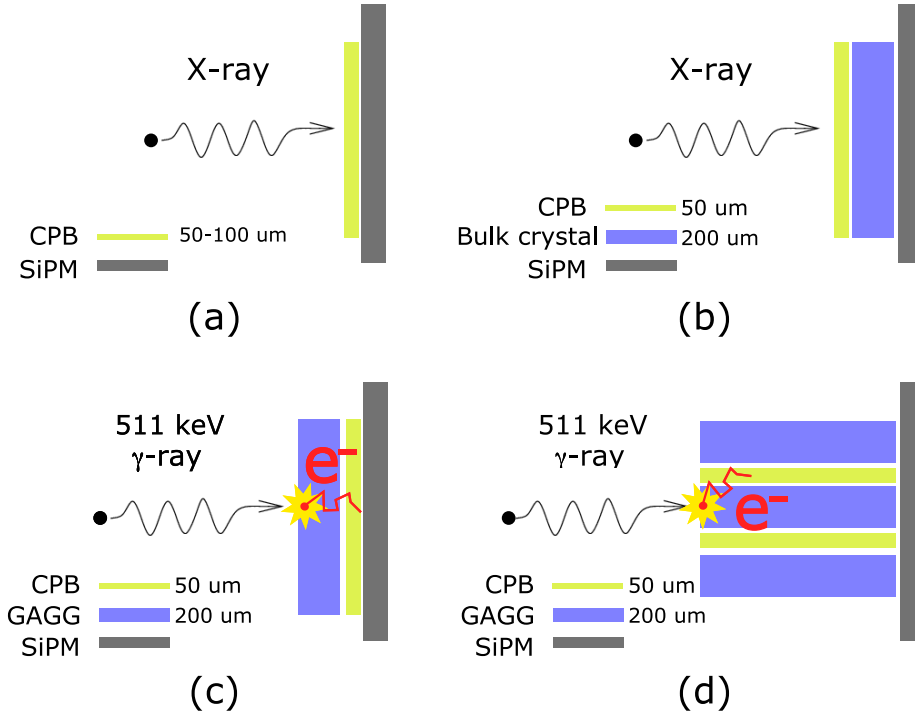 X-ray
CPB 50-100 um
SiPM
(a)
X-ray
CPB 50 um
Bulk crystal 200 um
SiPM
(b)
511 keV
γ-ray
e-
CPB 50 um
GAGG 200 um
SiPM
(c)
511 keV
γ-ray
e-
CPB 50 um
GAGG 200 um
SiPM
(d)